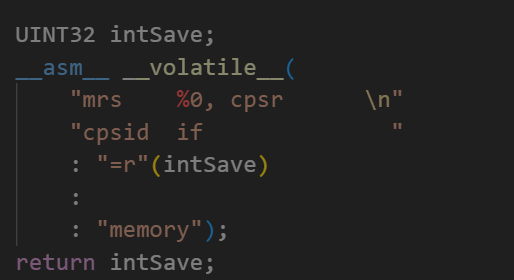 UINT32 intSave;
__asm__ __volatile__(
"mrs    %0, cpsr      \n"
"cpsid  if              "
: "=r"(intSave)
:
: "memory");
return intSave;